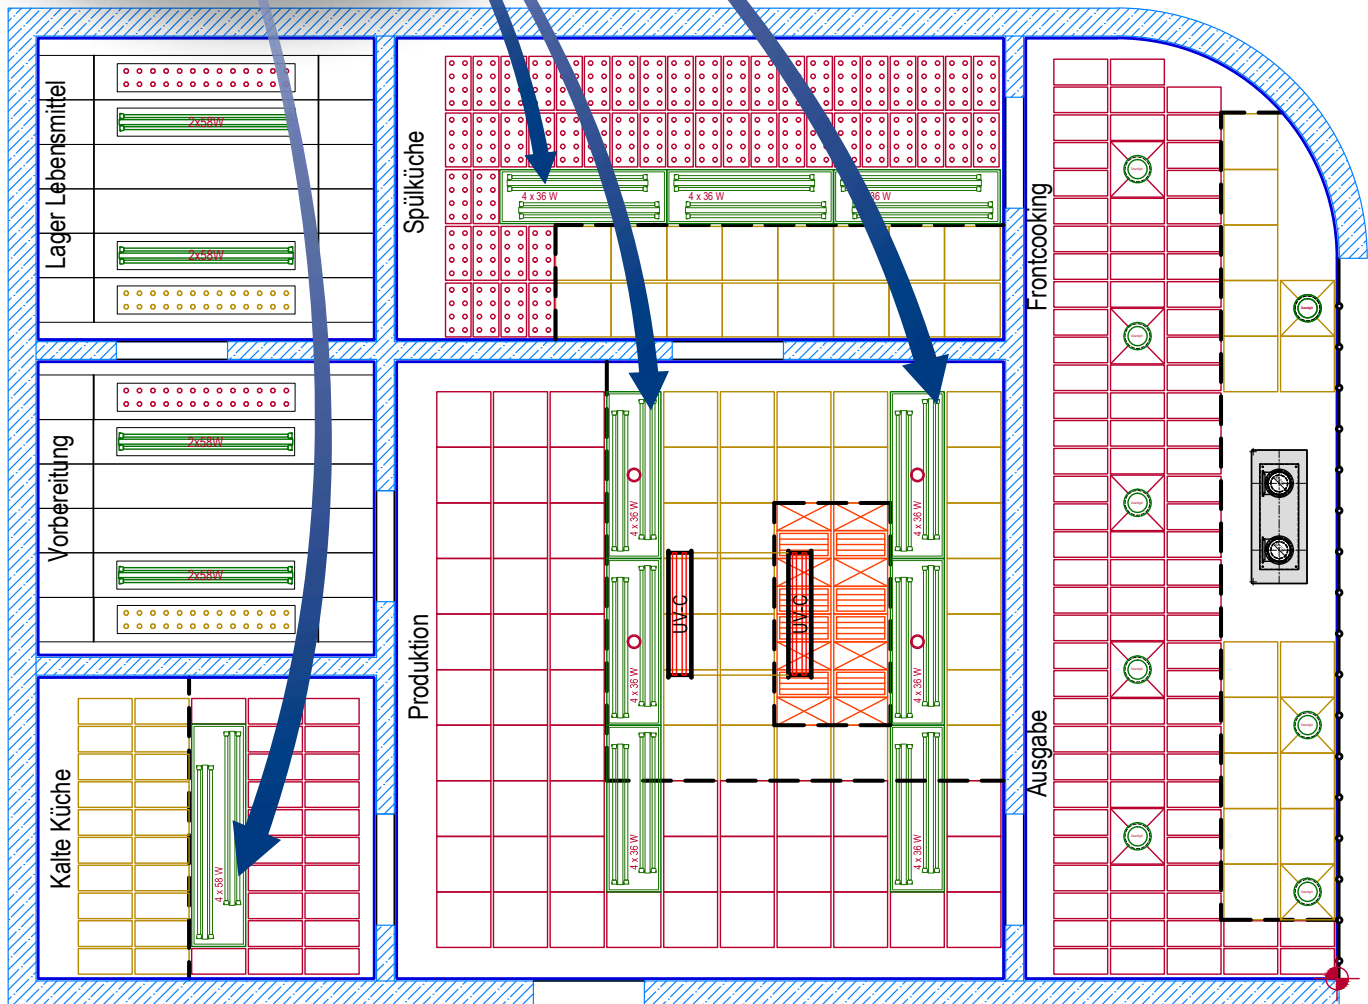 Lager Lebensmittel
2x58W
2x58W
Spülküche
4 x 36 W
4 x 36 W
36 W
Frontcooking
Vorbereitung
2x58W
2x58W
Produktion
4 x 36 W
4 x 36 W
4 x 36 W
4 x 36 W
4 x 36 W
4 x 36 W
UV-C
UV-C
Kalte Küche
4 x 58 W
Ausgabe